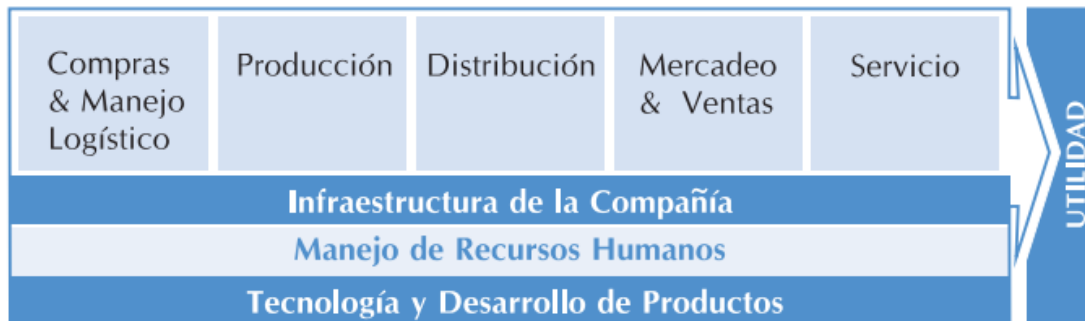 Compras
& Manejo
Logístico
Producción
Distribución
Mercadeo
& Ventas
Servicio
Infraestructura de la Compañía
Manejo de Recursos Humanos
Tecnología y Desarrollo de Productos
UTILIDAD